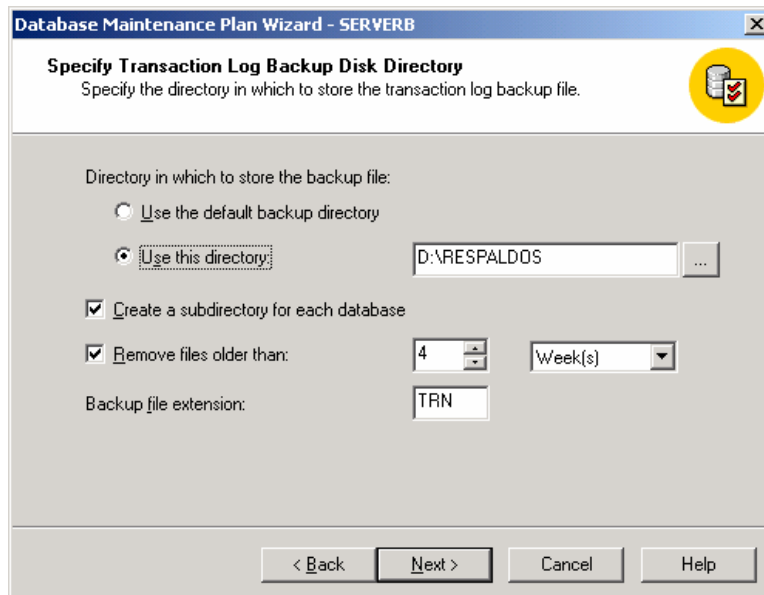 Database Maintenance Plan Wizard - SERVERB
Specify Transaction Log Backup Disk Directory
Specify the directory in which to store the transaction log backup file.
Directory in which to store the backup file:
Use the default backup directory
Use this directory: D:\RESPALDOS ...
Create a subdirectory for each database
Remove files older than: 4 Week(s)
Backup file extension: TRN
< Back Next > Cancel Help